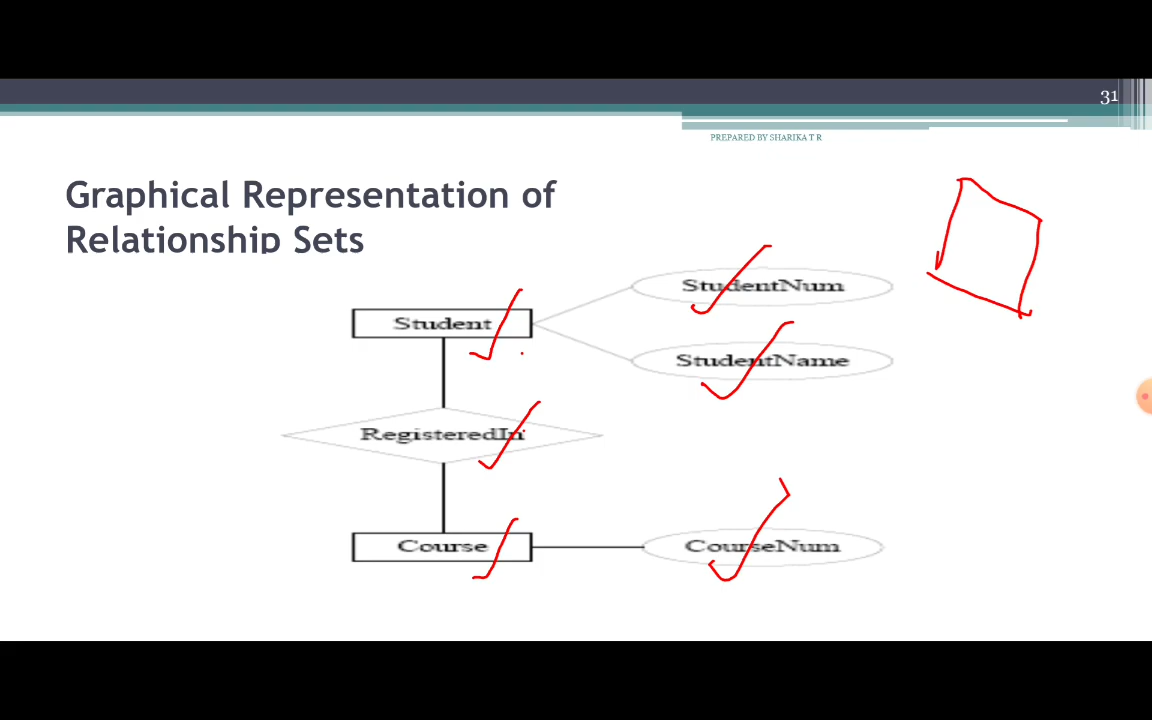 31
PREPARED BY SHARIKA T R
Graphical Representation of
Relationship Sets
StudentNum
Student
StudentName
RegisteredIn
Course
CourseNum